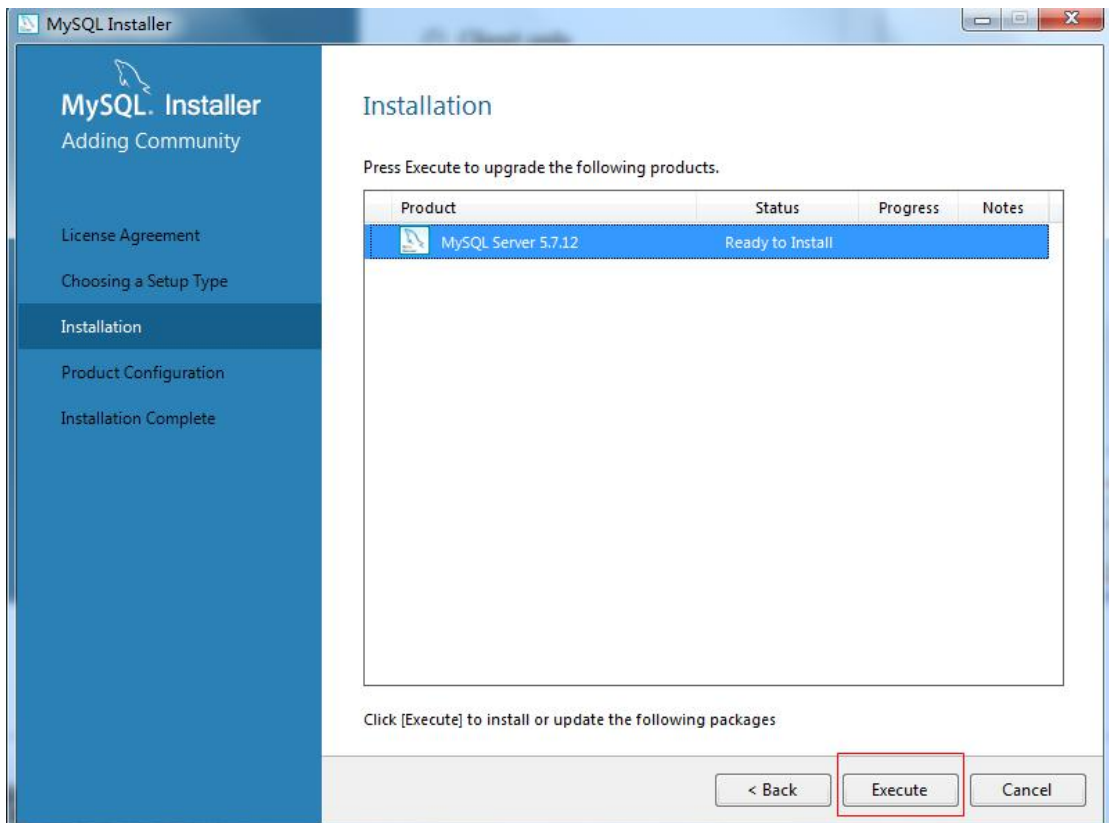 MySQL Installer
MySQL. Installer
Adding Community
License Agreement
Choosing a Setup Type
Installation
Product Configuration
Installation Complete
Installation
Press Execute to upgrade the following products.
Product Status Progress Notes
MySQL Server 5.7.12 Ready to Install
Click [Execute] to install or update the following packages
< Back Execute Cancel